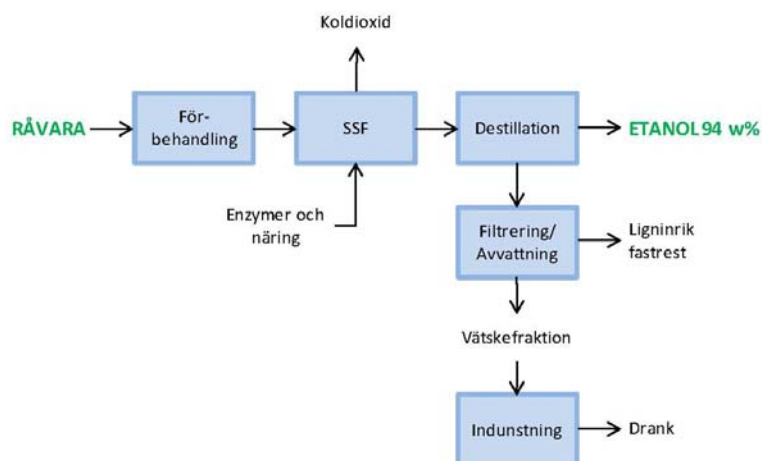 Koldioxid
RÅVARA
För-
behandling
SSF
Destillation
ETANOL 94 w%
Enzymer och
näring
Filtrering/
Avvattning
Ligninrik
fastrest
Vätskefraktion
Indunstning
Drank